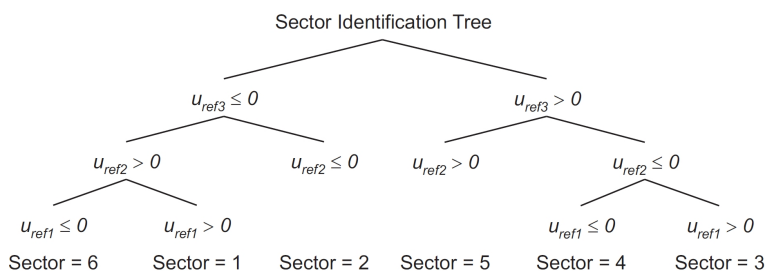 Sector Identification Tree
u_ref3 ≤ 0 u_ref3 > 0
u_ref2 > 0 u_ref2 ≤ 0 u_ref2 > 0 u_ref2 ≤ 0
u_ref1 ≤ 0 u_ref1 > 0 u_ref1 ≤ 0 u_ref1 > 0
Sector = 6 Sector = 1 Sector = 2 Sector = 5 Sector = 4 Sector = 3